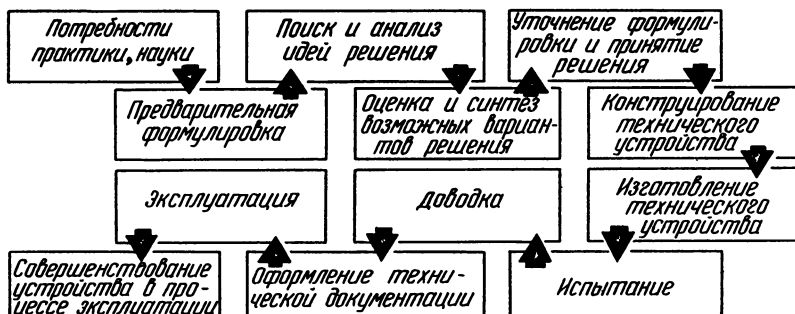 Потребности
практики, науки
Поиск и анализ
идей решения
Уточнение формули-
ровки и принятие
решения
Предварительная
формулировка
Оценка и синтез
возможных вариан-
тов решения
Конструирование
технического
устройства
Эксплуатация
Доводка
Изготовление
технического
устройства
Совершенствование
устройства в про-
цессе эксплуатации
Оформление техни-
ческой документации
Испытание